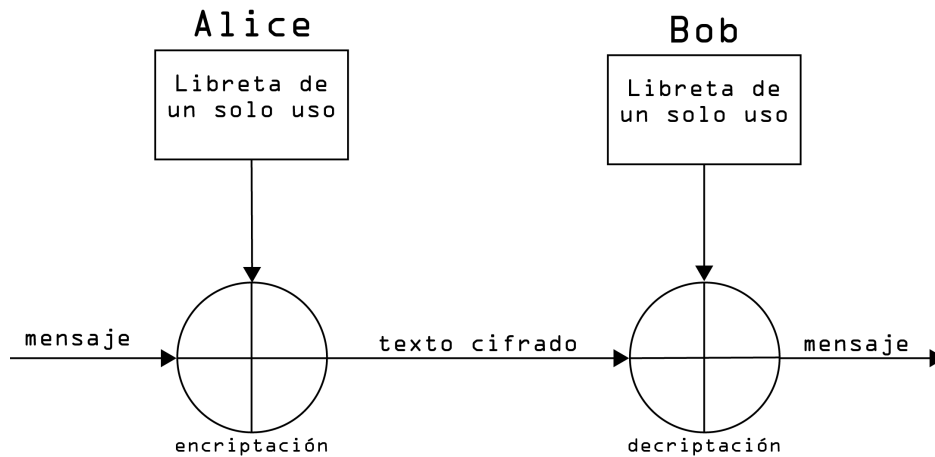 Alice
Bob
Libreta de
un solo uso
Libreta de
un solo uso
mensaje
texto cifrado
mensaje
encriptación
decriptación